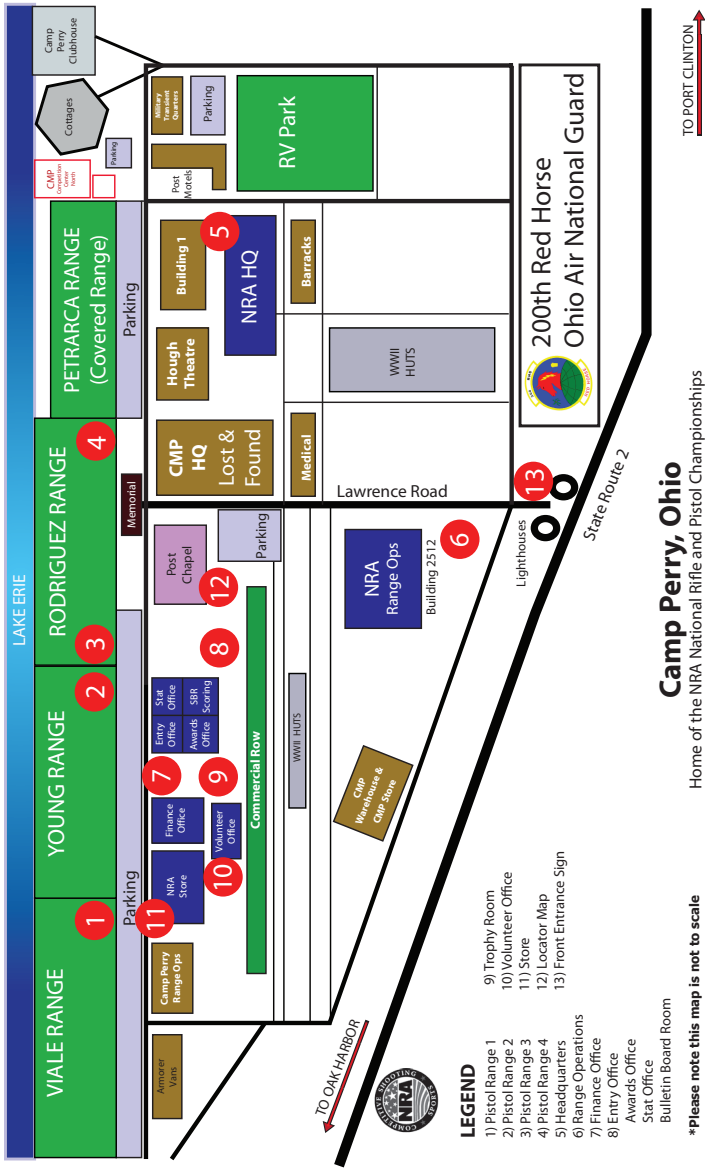 LAKE ERIE
VIALE RANGE
YOUNG RANGE
RODRIGUEZ RANGE
PETRARCA RANGE
(Covered Range)
CMP
Competition
Center
North
Cottages
Camp
Perry
Clubhouse
1
2
3
4
Parking
Memorial
Parking
Parking
Armorer
Vans
Camp Perry
Range Ops
11
NRA
Store
10
7
Finance
Office
Volunteer
Office
9
Entry
Office
Stat
Office
Awards
Office
SBR
Scoring
8
Post
Chapel
12
Parking
Commercial Row
WWII HUTS
CMP
HQ
Lost &
Found
Hough
Theatre
Building 1
5
NRA HQ
Medical
Barracks
WWII
HUTS
Post
Motels
Military
Transient
Quarters
Parking
RV Park
Lawrence Road
NRA
Range Ops
Building 2512
6
CMP
Warehouse &
CMP Store
13
Lighthouses
State Route 2
200th Red Horse
Ohio Air National Guard
RED HORSE
TO OAK HARBOR
TO PORT CLINTON
COMPETITIVE SHOOTING
NRA
SPORTS
LEGEND
1) Pistol Range 1
2) Pistol Range 2
3) Pistol Range 3
4) Pistol Range 4
5) Headquarters
6) Range Operations
7) Finance Office
8) Entry Office
Awards Office
Stat Office
Bulletin Board Room
9) Trophy Room
10) Volunteer Office
11) Store
12) Locator Map
13) Front Entrance Sign
Camp Perry, Ohio
Home of the NRA National Rifle and Pistol Championships
*Please note this map is not to scale